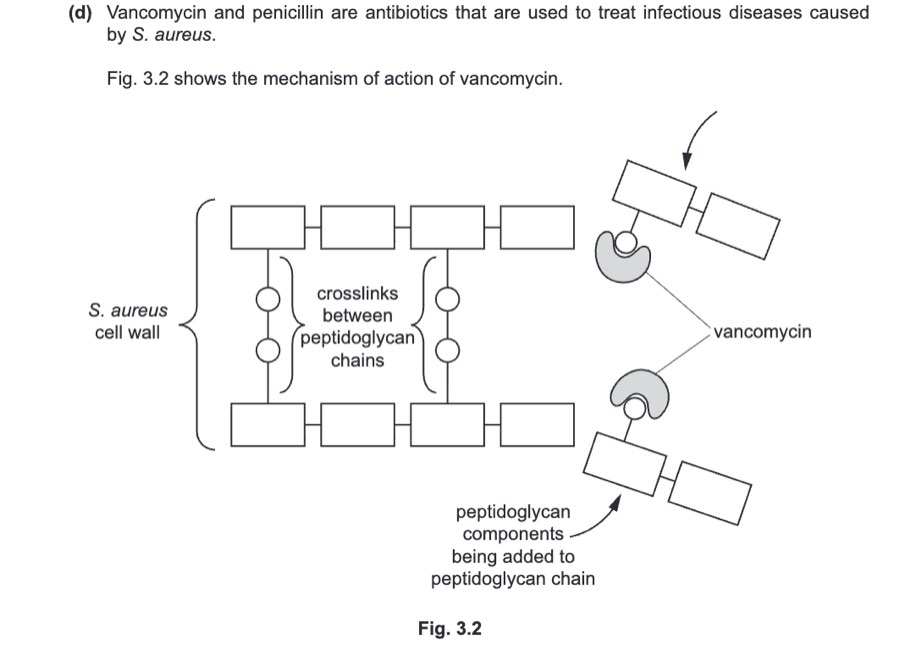 (d) Vancomycin and penicillin are antibiotics that are used to treat infectious diseases caused
by S. aureus.
Fig. 3.2 shows the mechanism of action of vancomycin.
S. aureus
cell wall
crosslinks
between
peptidoglycan
chains
vancomycin
peptidoglycan
components
being added to
peptidoglycan chain
Fig. 3.2